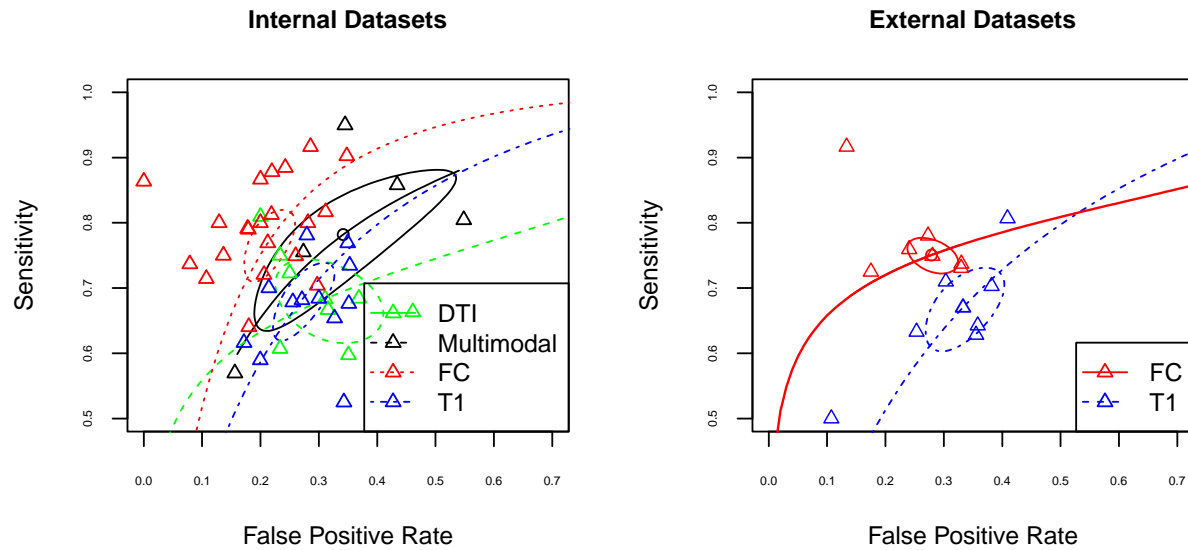 Internal Datasets
Sensitivity
1.0
0.9
0.8
0.7
0.6
0.5
DTI
Multimodal
FC
T1
0.0 0.1 0.2 0.3 0.4 0.5 0.6 0.7
False Positive Rate
External Datasets
Sensitivity
1.0
0.9
0.8
0.7
0.6
0.5
FC
T1
0.0 0.1 0.2 0.3 0.4 0.5 0.6 0.7
False Positive Rate